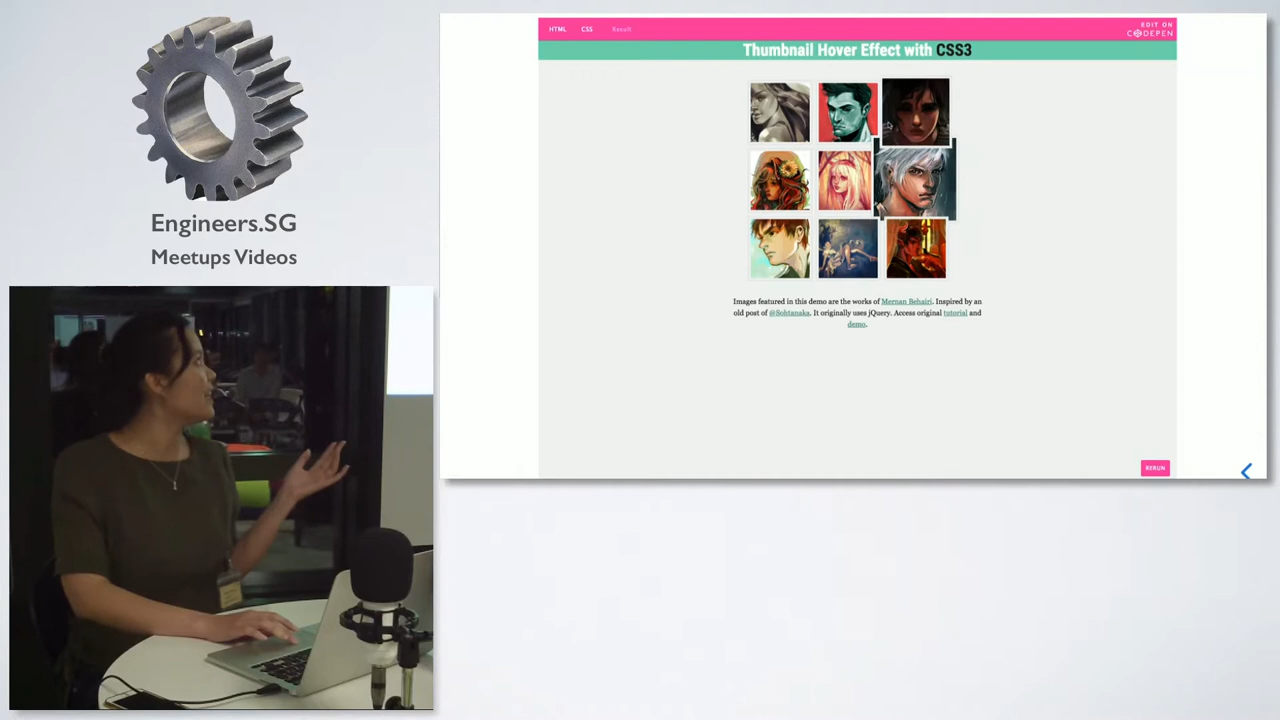 Engineers.SG
Meetups Videos
HTML CSS Result
EDIT ON
CODEPEN
Thumbnail Hover Effect with CSS3
Images featured in this demo are the works of Mernan Behairi. Inspired by an
old post of @Sohtanaka. It originally uses jQuery. Access original tutorial and
demo.
RERUN